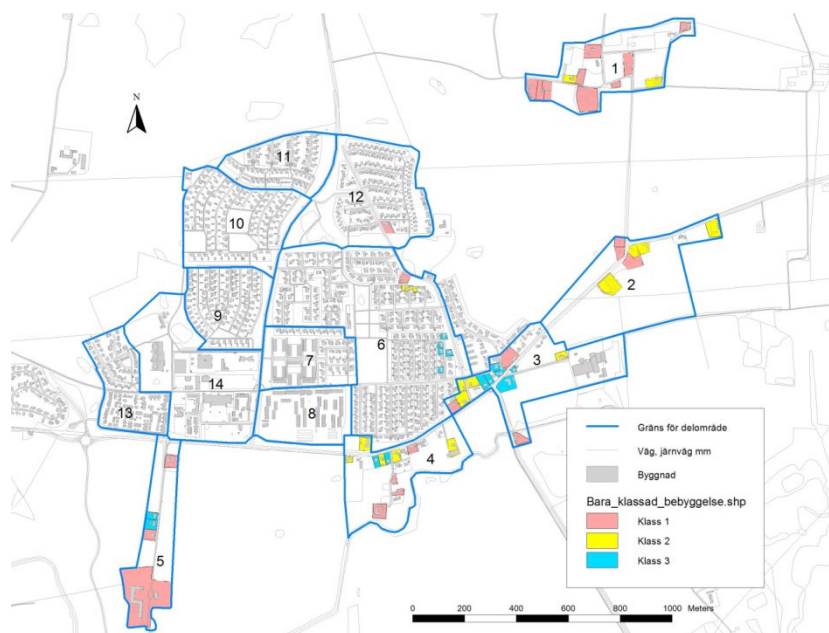 1
N
11
12
10
2
9
6
7
3
14
13
8
4
5
Gräns för delområde
Väg, järnväg mm
Byggnad
Bara_klassad_bebyggelse.shp
Klass 1
Klass 2
Klass 3
0 200 400 600 800 1000 Meters